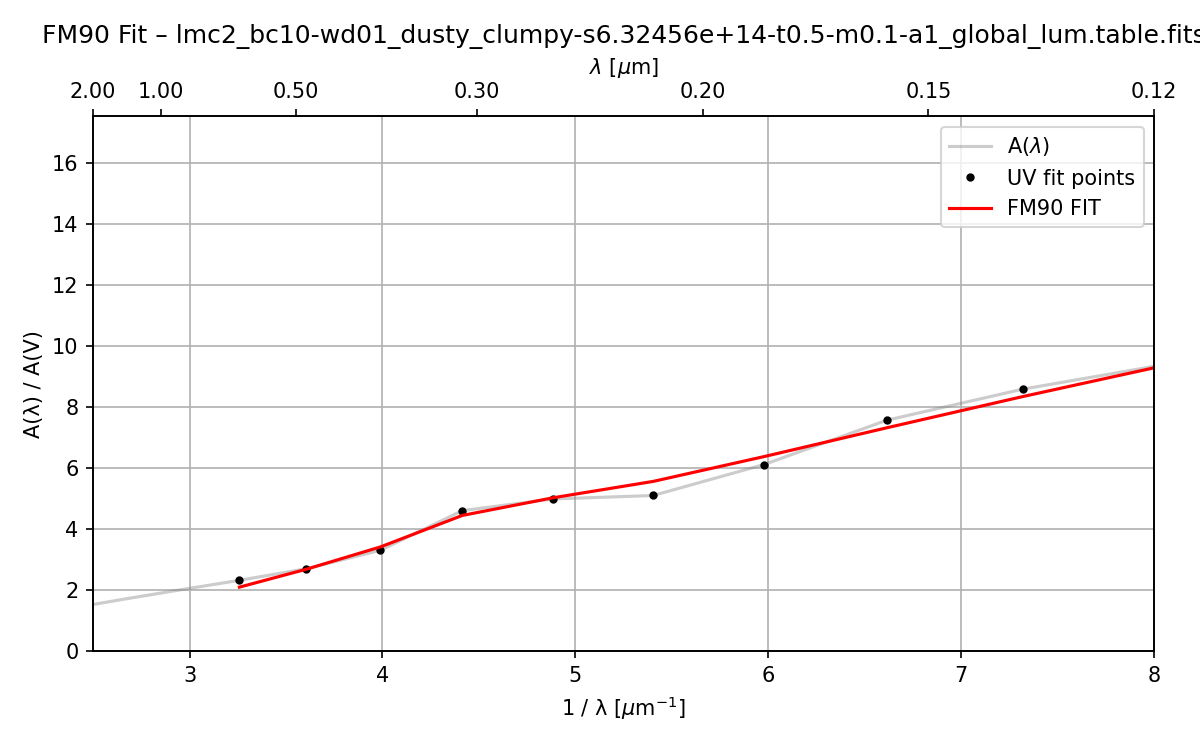 FM90 Fit – lmc2_bc10-wd01_dusty_clumpy-s6.32456e+14-t0.5-m0.1-a1_global_lum.table.fits
λ [μm]
2.00 1.00 0.50 0.30 0.20 0.15 0.12
A(λ)
UV fit points
FM90 FIT
A(λ) / A(V)
16
14
12
10
8
6
4
2
0
3 4 5 6 7 8
1 / λ [μm⁻¹]